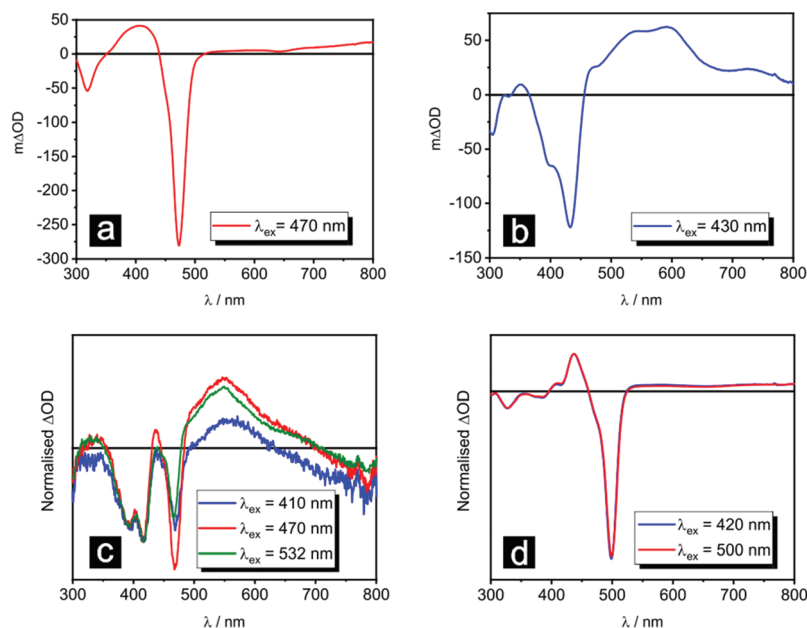 50
0
-50
-100
-150
-200
-250
-300
mΔOD
a
λex= 470 nm
300 400 500 600 700 800
λ / nm
100
50
0
50
-100
-150
mΔOD
b
λex= 430 nm
300 400 500 600 700 800
λ / nm
Normalised ΔOD
c
λex = 410 nm
λex = 470 nm
λex = 532 nm
300 400 500 600 700 800
λ / nm
Normalised ΔOD
d
λex = 420 nm
λex = 500 nm
300 400 500 600 700 800
λ / nm